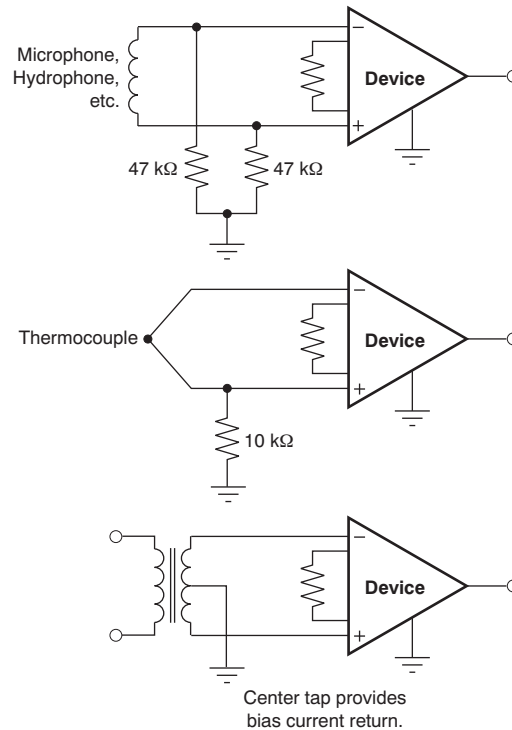 Microphone,
Hydrophone,
etc.
−
Device
+
47 kΩ
47 kΩ
Thermocouple
−
Device
+
10 kΩ
−
Device
+
Center tap provides
bias current return.